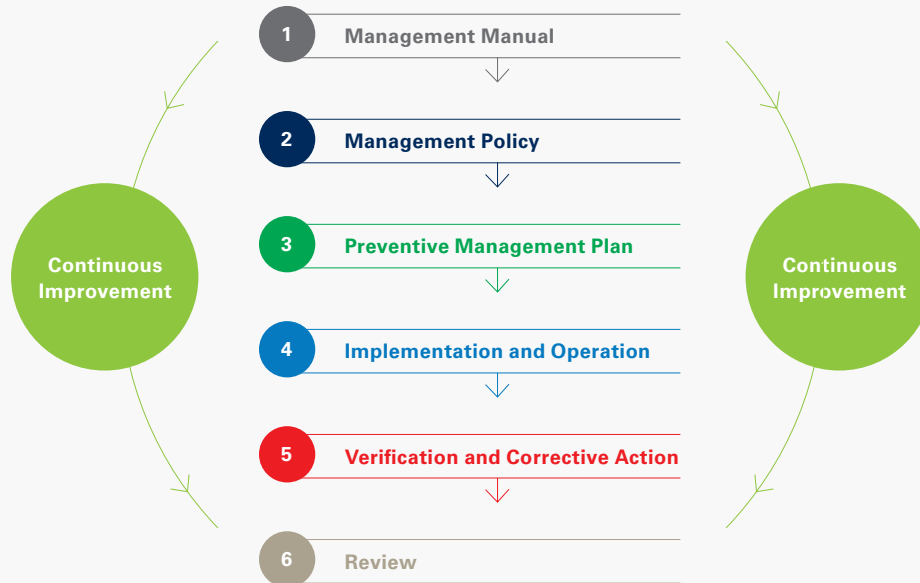 1 Management Manual
2 Management Policy
3 Preventive Management Plan
Continuous
Improvement
Continuous
Improvement
4 Implementation and Operation
5 Verification and Corrective Action
6 Review